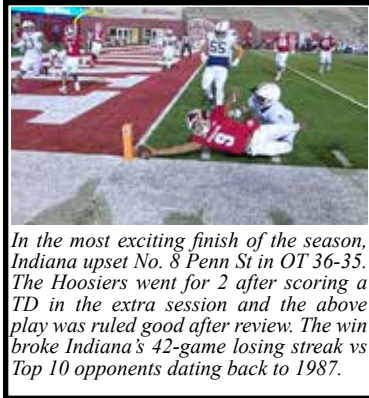 55
9
In the most exciting finish of the season,
Indiana upset No. 8 Penn St in OT 36-35.
The Hoosiers went for 2 after scoring a
TD in the extra session and the above
play was ruled good after review. The win
broke Indiana's 42-game losing streak vs
Top 10 opponents dating back to 1987.